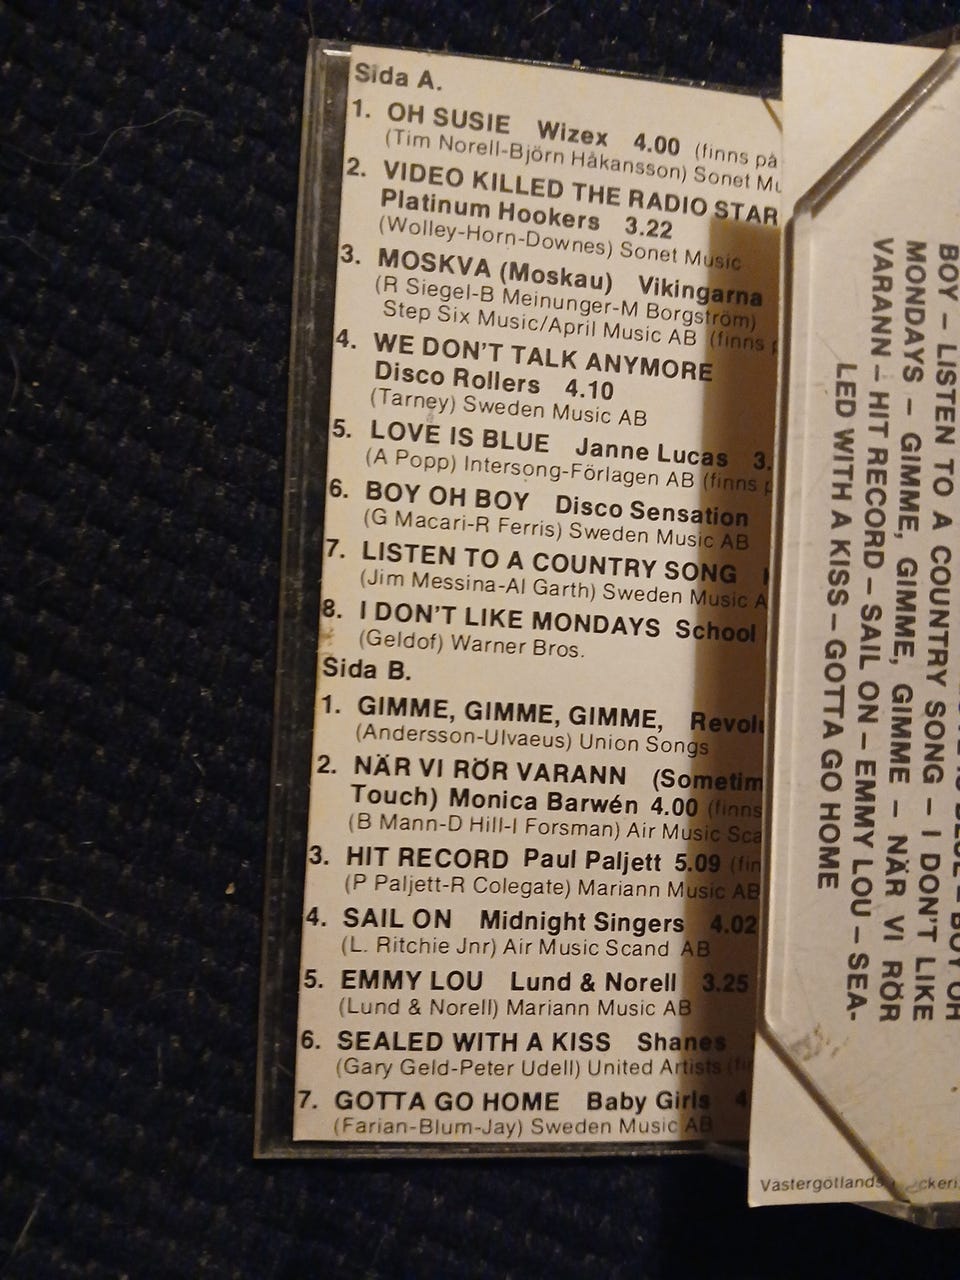 Sida A.
1. OH SUSIE Wizex 4.00 (finns på
(Tim Norell-Björn Håkansson) Sonet Mu
2. VIDEO KILLED THE RADIO STAR
Platinum Hookers 3.22
(Wolley-Horn-Downes) Sonet Music
3. MOSKVA (Moskau) Vikingarna
(R Siegel-B Meinunger-M Borgström)
Step Six Music/April Music AB (finns
4. WE DON'T TALK ANYMORE
Disco Rollers 4.10
(Tarney) Sweden Music AB
5. LOVE IS BLUE Janne Lucas 3.
(A Popp) Intersong-Förlagen AB (finns
6. BOY OH BOY Disco Sensation
(G Macari-R Ferris) Sweden Music AB
7. LISTEN TO A COUNTRY SONG
(Jim Messina-Al Garth) Sweden Music A
8. I DON'T LIKE MONDAYS School
(Geldof) Warner Bros.
Sida B.
1. GIMME, GIMME, GIMME, Revolu
(Andersson-Ulvaeus) Union Songs
2. NÄR VI RÖR VARANN (Sometim
Touch) Monica Barwén 4.00 (finns
(B Mann-D Hill-I Forsman) Air Music Sca
3. HIT RECORD Paul Paljett 5.09 (fin
(P Paljett-R Colegate) Mariann Music AB
4. SAIL ON Midnight Singers 4.02
(L. Ritchie Jnr) Air Music Scand AB
5. EMMY LOU Lund & Norell 3.25
(Lund & Norell) Mariann Music AB
6. SEALED WITH A KISS Shanes
(Gary Geld-Peter Udell) United Artists (fin
7. GOTTA GO HOME Baby Girls 4
(Farian-Blum-Jay) Sweden Music AB
BOY – LISTEN TO A COUNTRY SONG – I DON'T LIKE
MONDAYS – GIMME, GIMME, GIMME – NÄR VI RÖR
VARANN – HIT RECORD – SAIL ON – EMMY LOU – SEA-
LED WITH A KISS – GOTTA GO HOME
Västergötlands